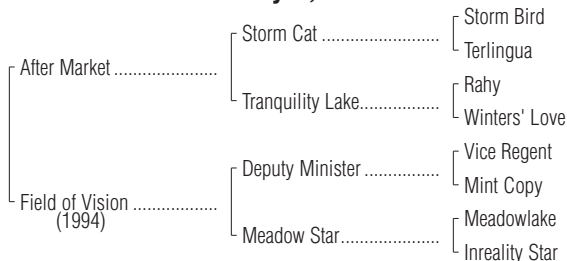 Storm Bird
Storm Cat ........................
Terlingua
After Market .....................
Rahy
Tranquility Lake................
Winters' Love
Vice Regent
Deputy Minister ...............
Mint Copy
Field of Vision .................
(1994)
Meadowlake
Meadow Star....................
Inreality Star